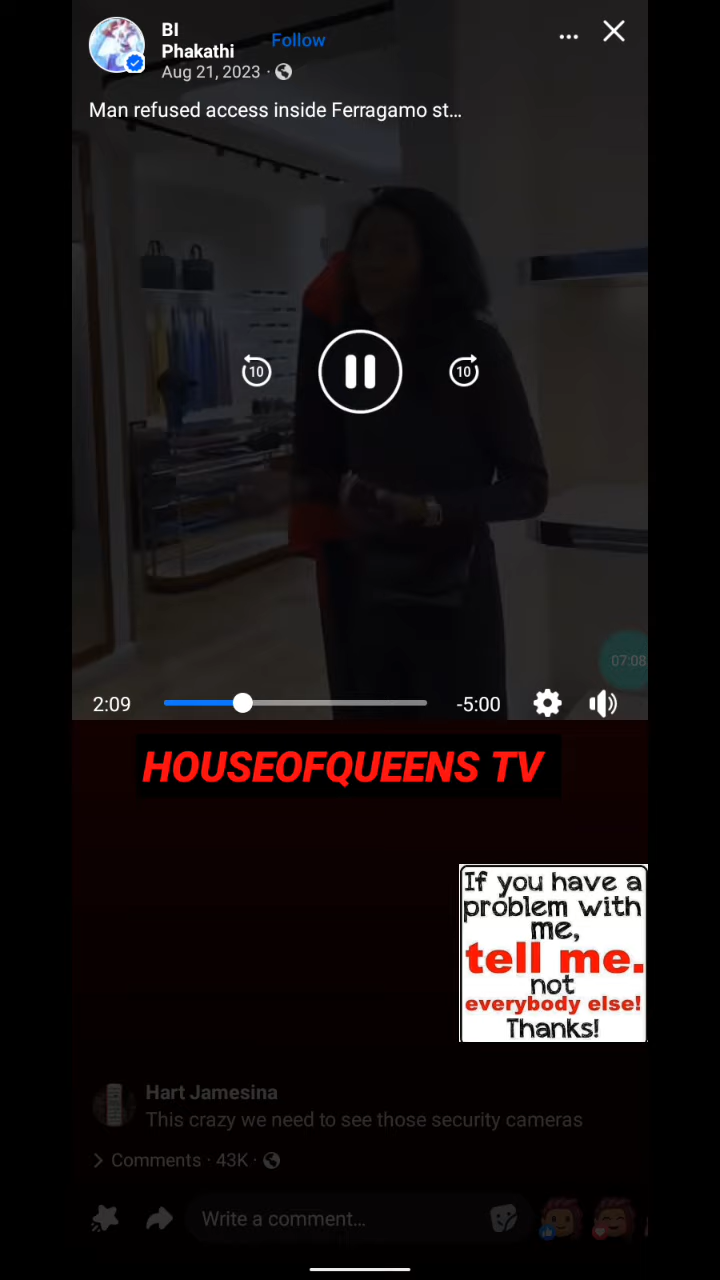 BI
Phakathi
Follow
Aug 21, 2023 ·
Man refused access inside Ferragamo st...
10
10
07:08
2:09
-5:00
HOUSEOFQUEENS TV
If you have a
problem with
me,
tell me.
not
everybody else!
Thanks!
Hart Jamesina
This crazy we need to see those security cameras
Comments · 43K ·
Write a comment...